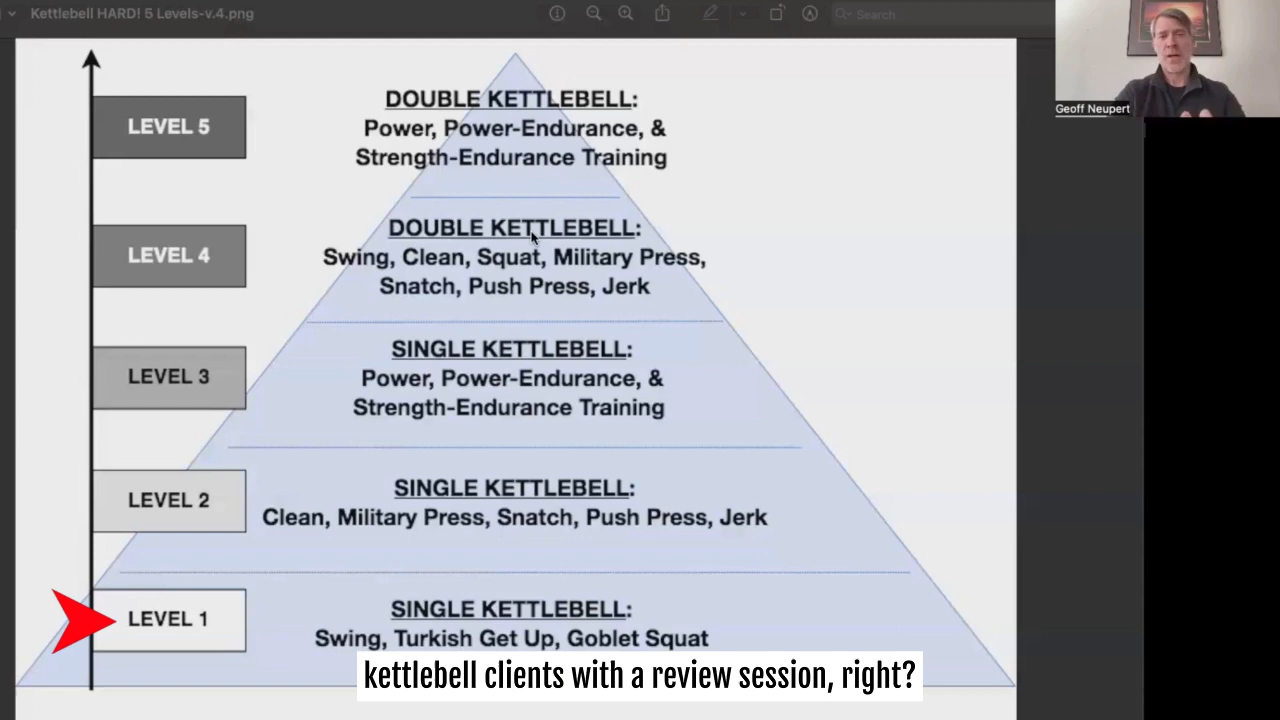 Kettlebell HARD! 5 Levels-v.4.png
Search
Geoff Neupert
LEVEL 5
DOUBLE KETTLEBELL:
Power, Power-Endurance, &
Strength-Endurance Training
LEVEL 4
DOUBLE KETTLEBELL:
Swing, Clean, Squat, Military Press,
Snatch, Push Press, Jerk
LEVEL 3
SINGLE KETTLEBELL:
Power, Power-Endurance, &
Strength-Endurance Training
LEVEL 2
SINGLE KETTLEBELL:
Clean, Military Press, Snatch, Push Press, Jerk
LEVEL 1
SINGLE KETTLEBELL:
Swing, Turkish Get Up, Goblet Squat
kettlebell clients with a review session, right?